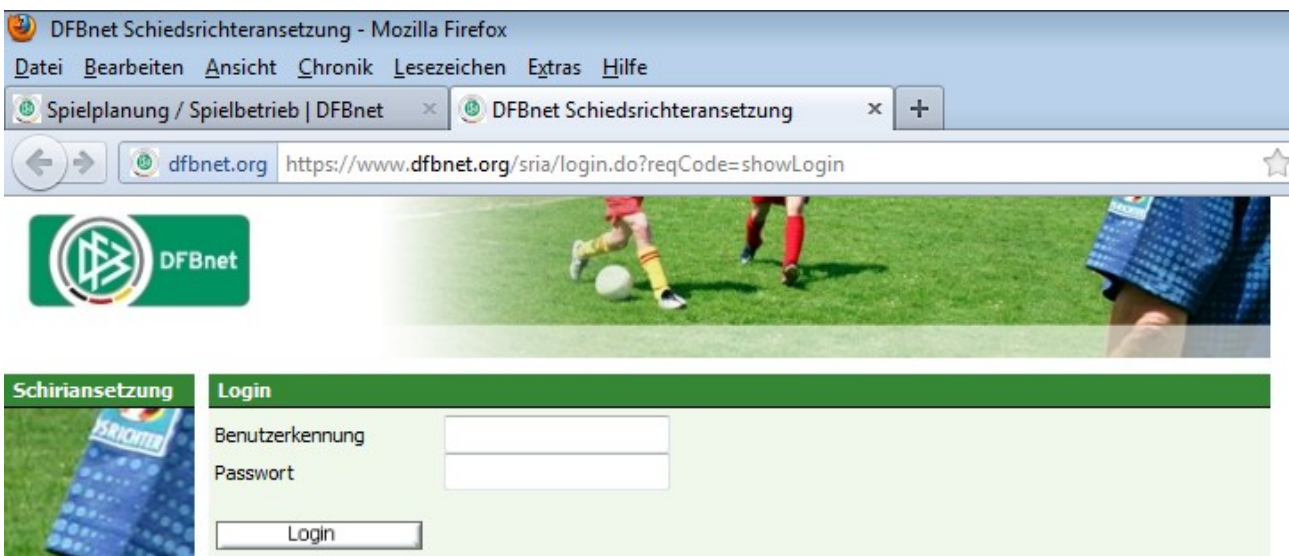 DFBnet Schiedsrichteransetzung - Mozilla Firefox
Datei Bearbeiten Ansicht Chronik Lesezeichen Extras Hilfe
Spielplanung / Spielbetrieb | DFBnet × DFBnet Schiedsrichteransetzung × +
dfbnet.org https://www.dfbnet.org/sria/login.do?reqCode=showLogin
DFBnet
Schiriansetzung Login
Benutzerkennung
Passwort
Login